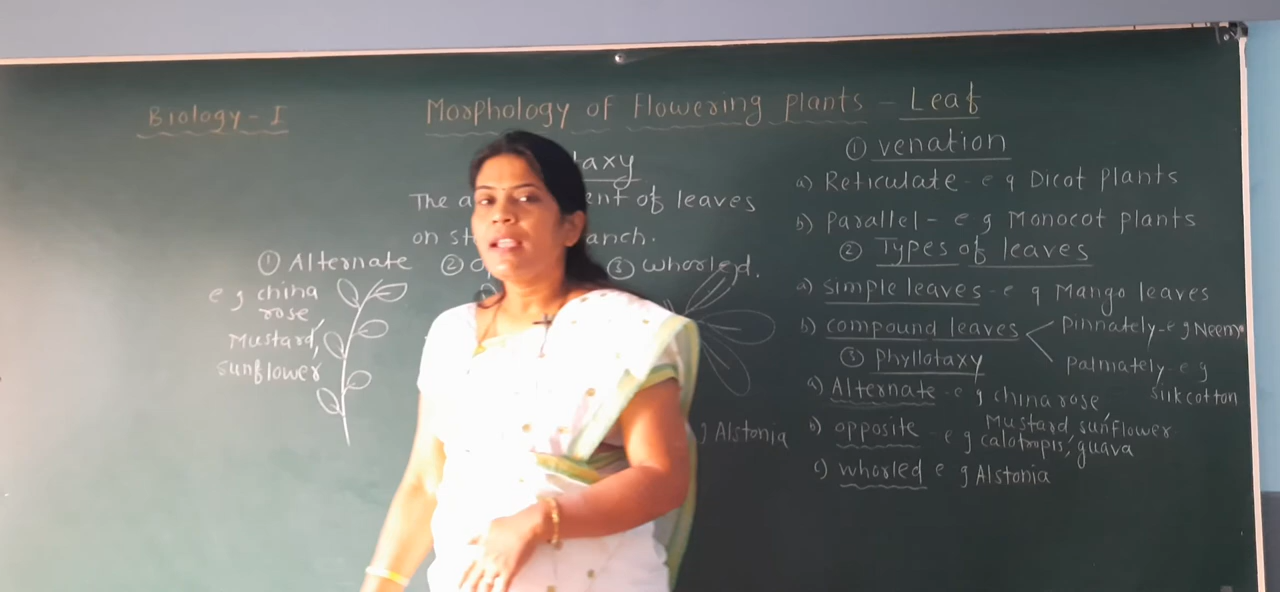 Biology - I
Morphology of Flowering plants - Leaf
taxy
The a ent of leaves
on st anch.
① Alternate ② o ③ whorled.
e g china
rose,
Mustard,
sunflower
g Alstonia
① venation
a) Reticulate - e g Dicot plants
b) Parallel - e g Monocot plants
② Types of leaves
a) simple leaves - e g Mango leaves
b) compound leaves
Pinnately - e g Neem
Palmately - e g
silk cotton
③ Phyllotaxy
a) Alternate - e g china rose,
Mustard, sunflower
b) opposite - e g calotropis, guava
c) whorled e g Alstonia